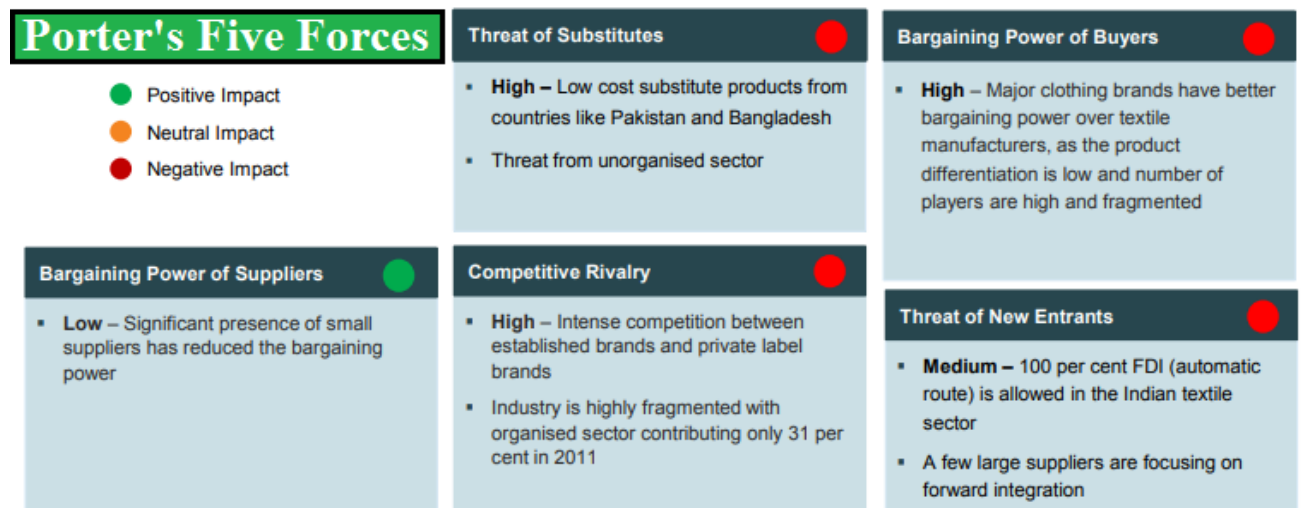 Porter's Five Forces
Positive Impact
Neutral Impact
Negative Impact
Threat of Substitutes
▪ High – Low cost substitute products from
countries like Pakistan and Bangladesh
▪ Threat from unorganised sector
Bargaining Power of Buyers
▪ High – Major clothing brands have better
bargaining power over textile
manufacturers, as the product
differentiation is low and number of
players are high and fragmented
Bargaining Power of Suppliers
▪ Low – Significant presence of small
suppliers has reduced the bargaining
power
Competitive Rivalry
▪ High – Intense competition between
established brands and private label
brands
▪ Industry is highly fragmented with
organised sector contributing only 31 per
cent in 2011
Threat of New Entrants
▪ Medium – 100 per cent FDI (automatic
route) is allowed in the Indian textile
sector
▪ A few large suppliers are focusing on
forward integration